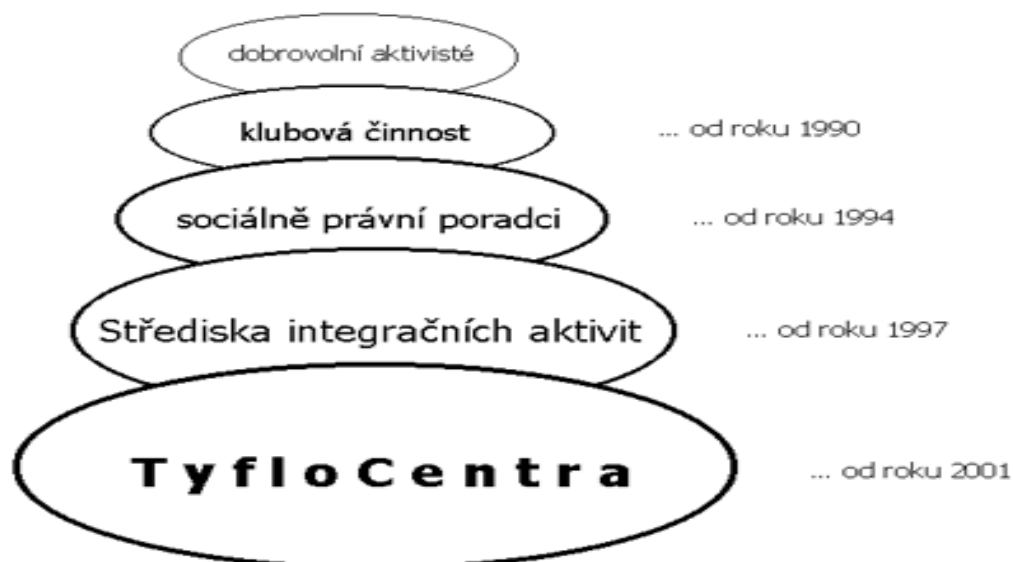 dobrovolní aktivisté
klubová činnost ... od roku 1990
sociálně právní poradci ... od roku 1994
Střediska integračních aktivit ... od roku 1997
TyfloCentra ... od roku 2001